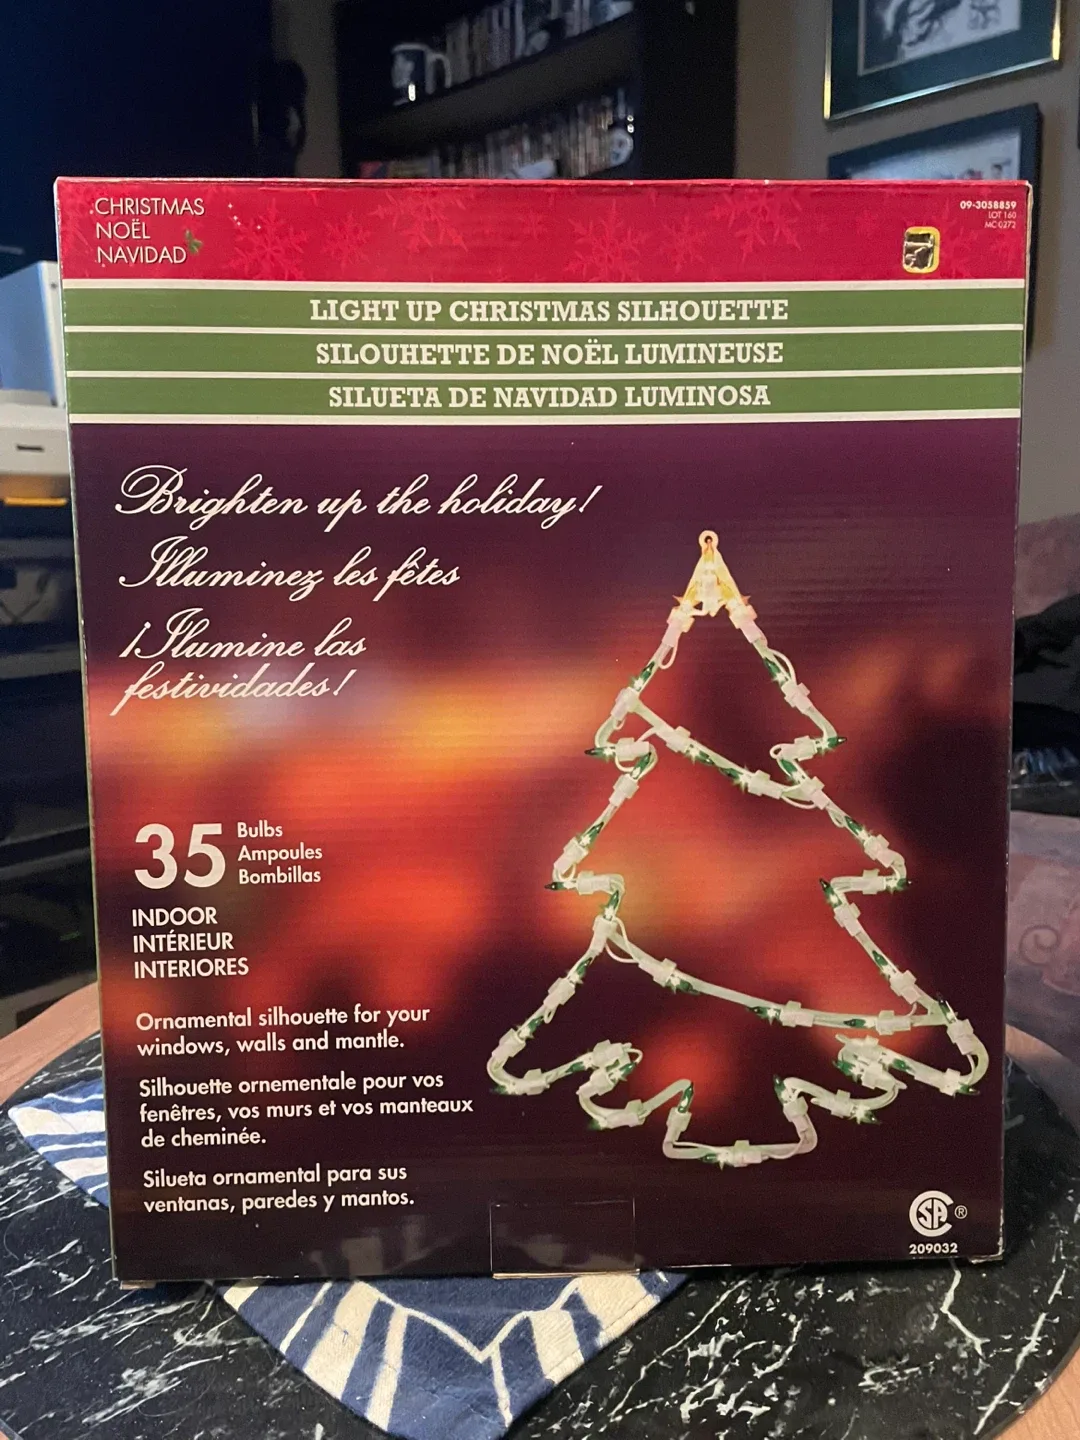 CHRISTMAS
NOËL
NAVIDAD
09-3058859
LOT 160
MC 0272
LIGHT UP CHRISTMAS SILHOUETTE
SILOUHETTE DE NOËL LUMINEUSE
SILUETA DE NAVIDAD LUMINOSA
Brighten up the holiday!
Illuminez les fêtes
¡Ilumine las
festividades!
35 Bulbs
Ampoules
Bombillas
INDOOR
INTÉRIEUR
INTERIORES
Ornamental silhouette for your
windows, walls and mantle.
Silhouette ornementale pour vos
fenêtres, vos murs et vos manteaux
de cheminée.
Silueta ornamental para sus
ventanas, paredes y mantos.
CSA ®
209032